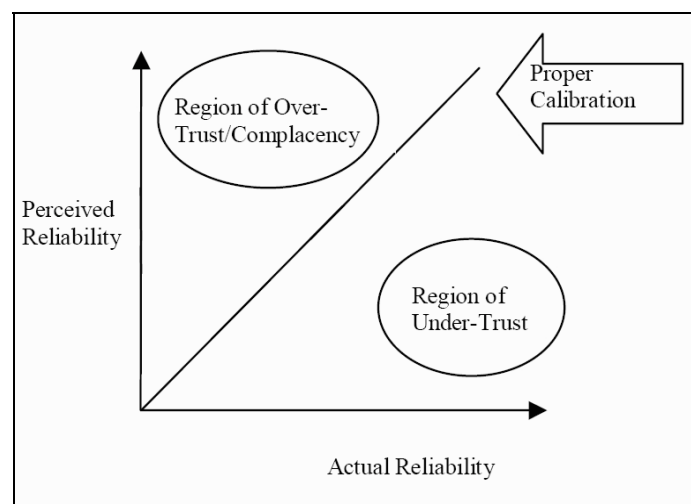 Region of Over-
Trust/Complacency
Proper
Calibration
Perceived
Reliability
Region of
Under-Trust
Actual Reliability